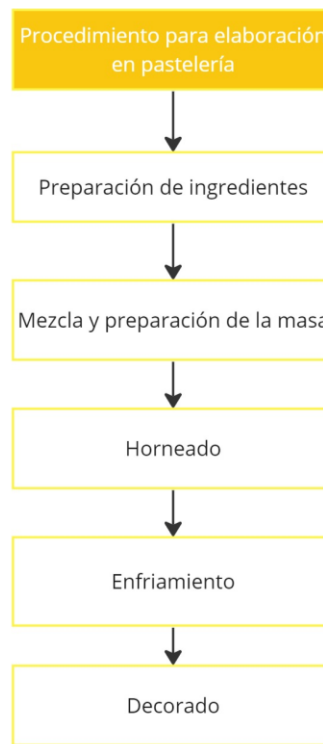 Procedimiento para elaboración
en pastelería
Preparación de ingredientes
Mezcla y preparación de la masa
Horneado
Enfriamiento
Decorado